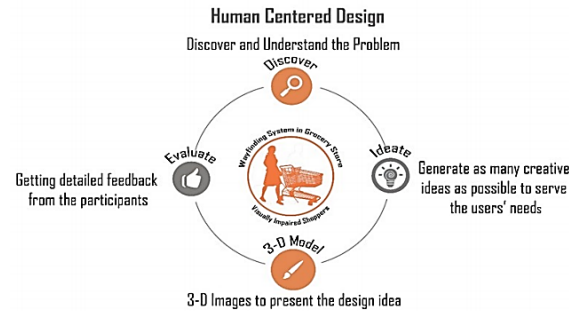 Human Centered Design
Discover and Understand the Problem
Discover
Wayfinding System in Grocery Store
Visually Impaired Shoppers
Evaluate
Getting detailed feedback
from the participants
Ideate
Generate as many creative
ideas as possible to serve
the users' needs
3-D Model
3-D Images to present the design idea